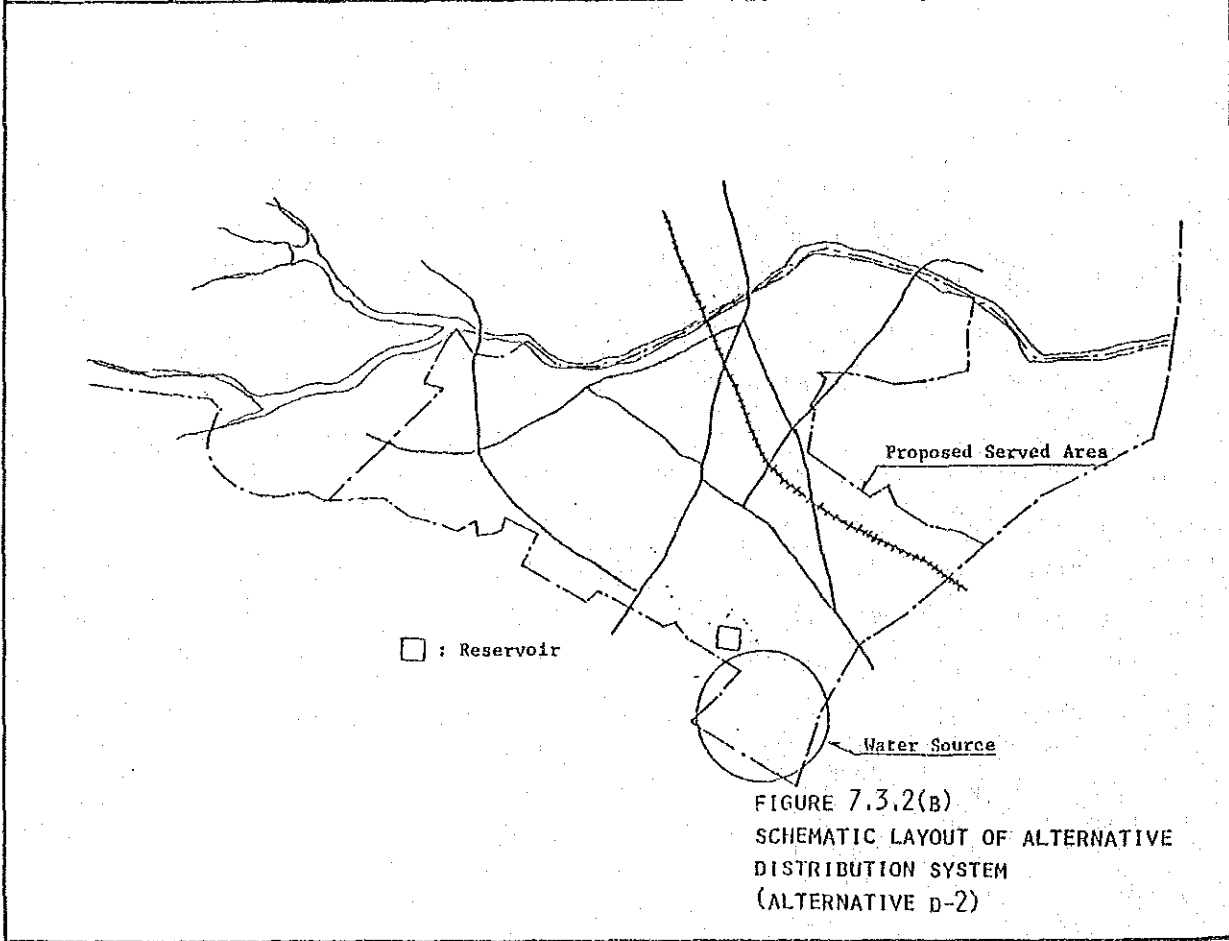 Proposed Served Area
: Reservoir
Water Source
FIGURE 7.3.2(B)
SCHEMATIC LAYOUT OF ALTERNATIVE
DISTRIBUTION SYSTEM
(ALTERNATIVE D-2)